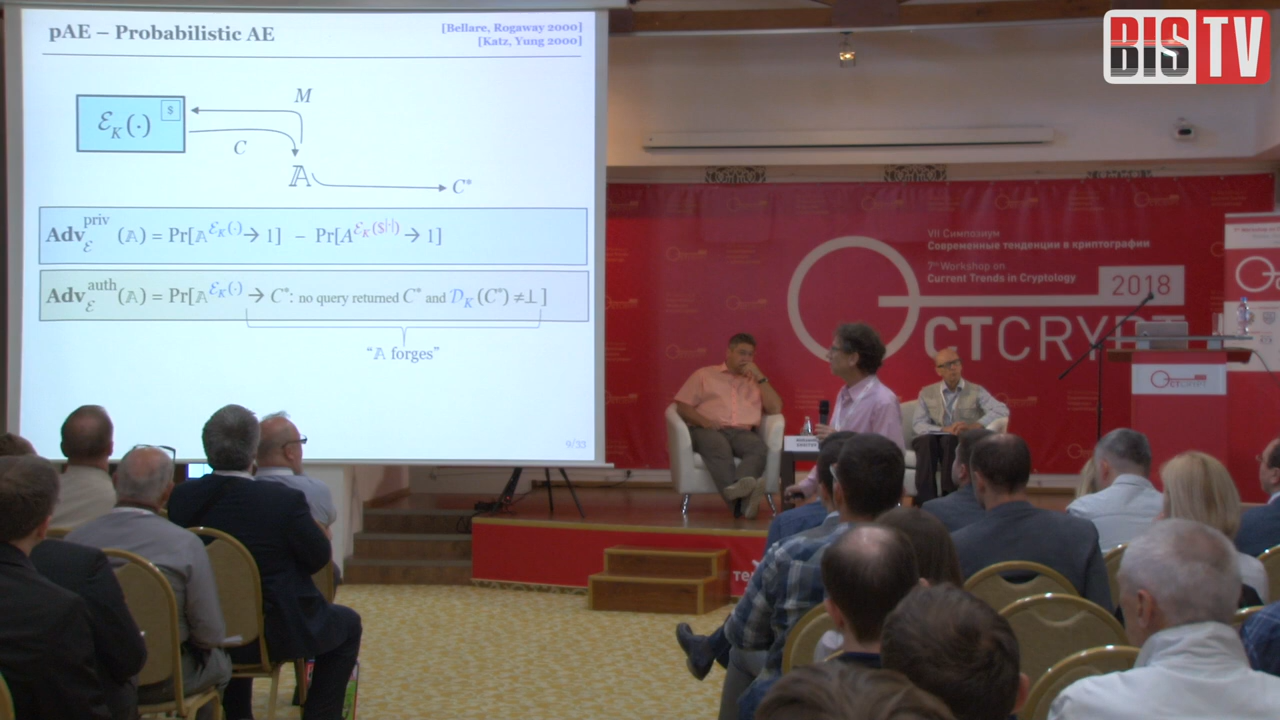 pAE – Probabilistic AE
[Bellare, Rogaway 2000]
[Katz, Yung 2000]
ℰ_K(·) $
M
C
𝔸
C*
Adv_ℰ^priv (𝔸) = Pr[𝔸^ℰ_K(·) → 1] – Pr[A^ℰ_K($^|·|) → 1]
Adv_ℰ^auth (𝔸) = Pr[𝔸^ℰ_K(·) → C*: no query returned C* and 𝒟_K(C*) ≠⊥ ]
“𝔸 forges”
9/33
BISTV
VII Симпозиум
Современные тенденции в криптографии
7th Workshop on
Current Trends in Cryptology
2018
CTCRYPT
CTCRYPT